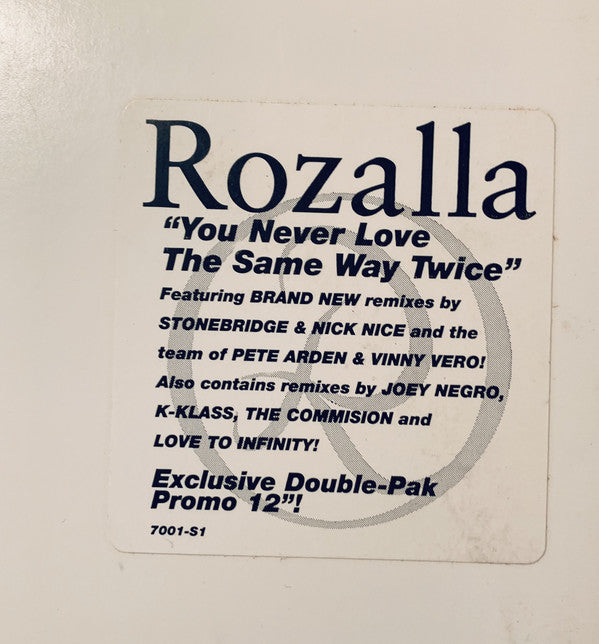 Rozalla
“You Never Love
The Same Way Twice”
Featuring BRAND NEW remixes by
STONEBRIDGE & NICK NICE and the
team of PETE ARDEN & VINNY VERO!
Also contains remixes by JOEY NEGRO,
K-KLASS, THE COMMISION and
LOVE TO INFINITY!
Exclusive Double-Pak
Promo 12”!
7001-S1